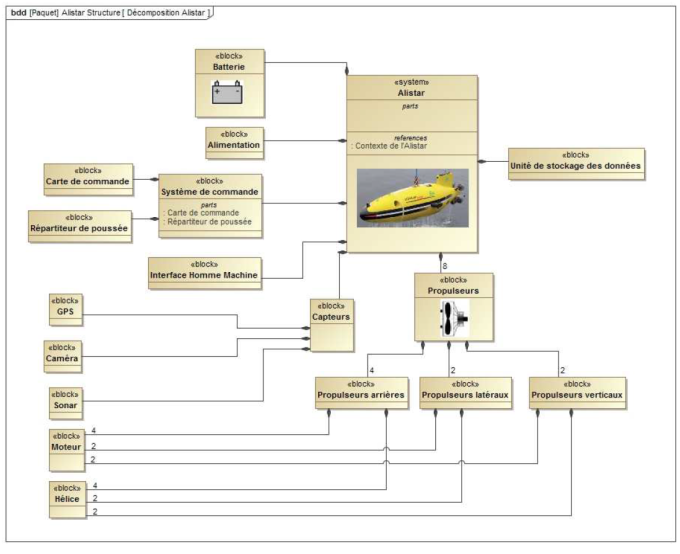 bdd [Paquet] Alistar Structure [ Décomposition Alistar ]
«block»
Batterie
«system»
Alistar
parts
references
: Contexte de l'Alistar
«block»
Alimentation
«block»
Unité de stockage des données
«block»
Carte de commande
«block»
Système de commande
parts
: Carte de commande
: Répartiteur de poussée
«block»
Répartiteur de poussée
«block»
Interface Homme Machine
8
«block»
Propulseurs
«block»
GPS
«block»
Capteurs
«block»
Caméra
«block»
Sonar
4
2
2
«block»
Propulseurs arrières
«block»
Propulseurs latéraux
«block»
Propulseurs verticaux
«block»
Moteur
4
2
2
«block»
Hélice
4
2
2